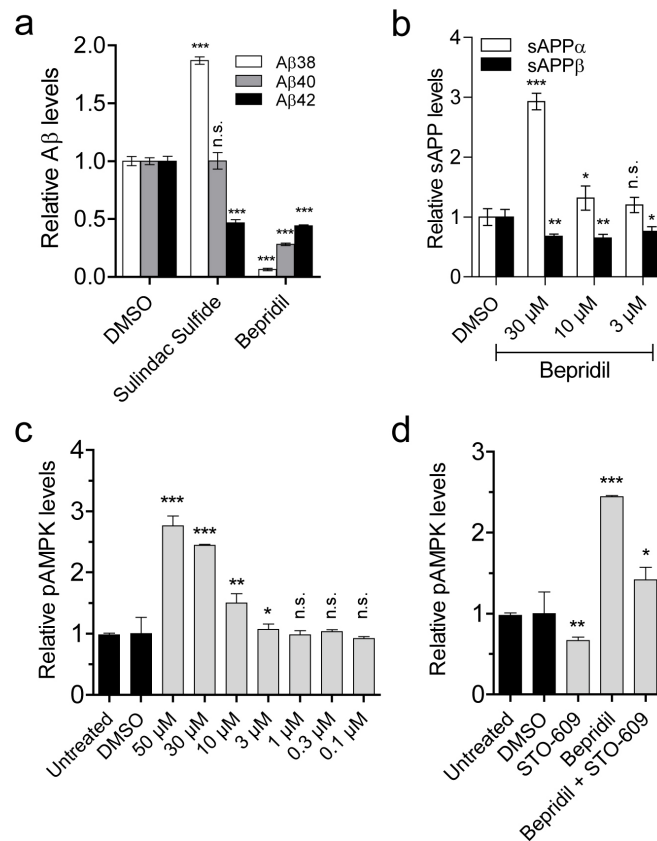 a
Relative Aβ levels
2.0
1.5
1.0
0.5
0.0
***
n.s.
***
***
***
***
Aβ38
Aβ40
Aβ42
DMSO
Sulindac Sulfide
Bepridil
b
Relative sAPP levels
4
3
2
1
0
sAPPα
sAPPβ
***
**
*
**
n.s.
*
DMSO
30 µM
10 µM
3 µM
Bepridil
c
Relative pAMPK levels
4
3
2
1
0
***
***
**
*
n.s.
n.s.
n.s.
Untreated
DMSO
50 µM
30 µM
10 µM
3 µM
1 µM
0.3 µM
0.1 µM
d
Relative pAMPK levels
3
2
1
0
**
***
*
Untreated
DMSO
STO-609
Bepridil
Bepridil + STO-609